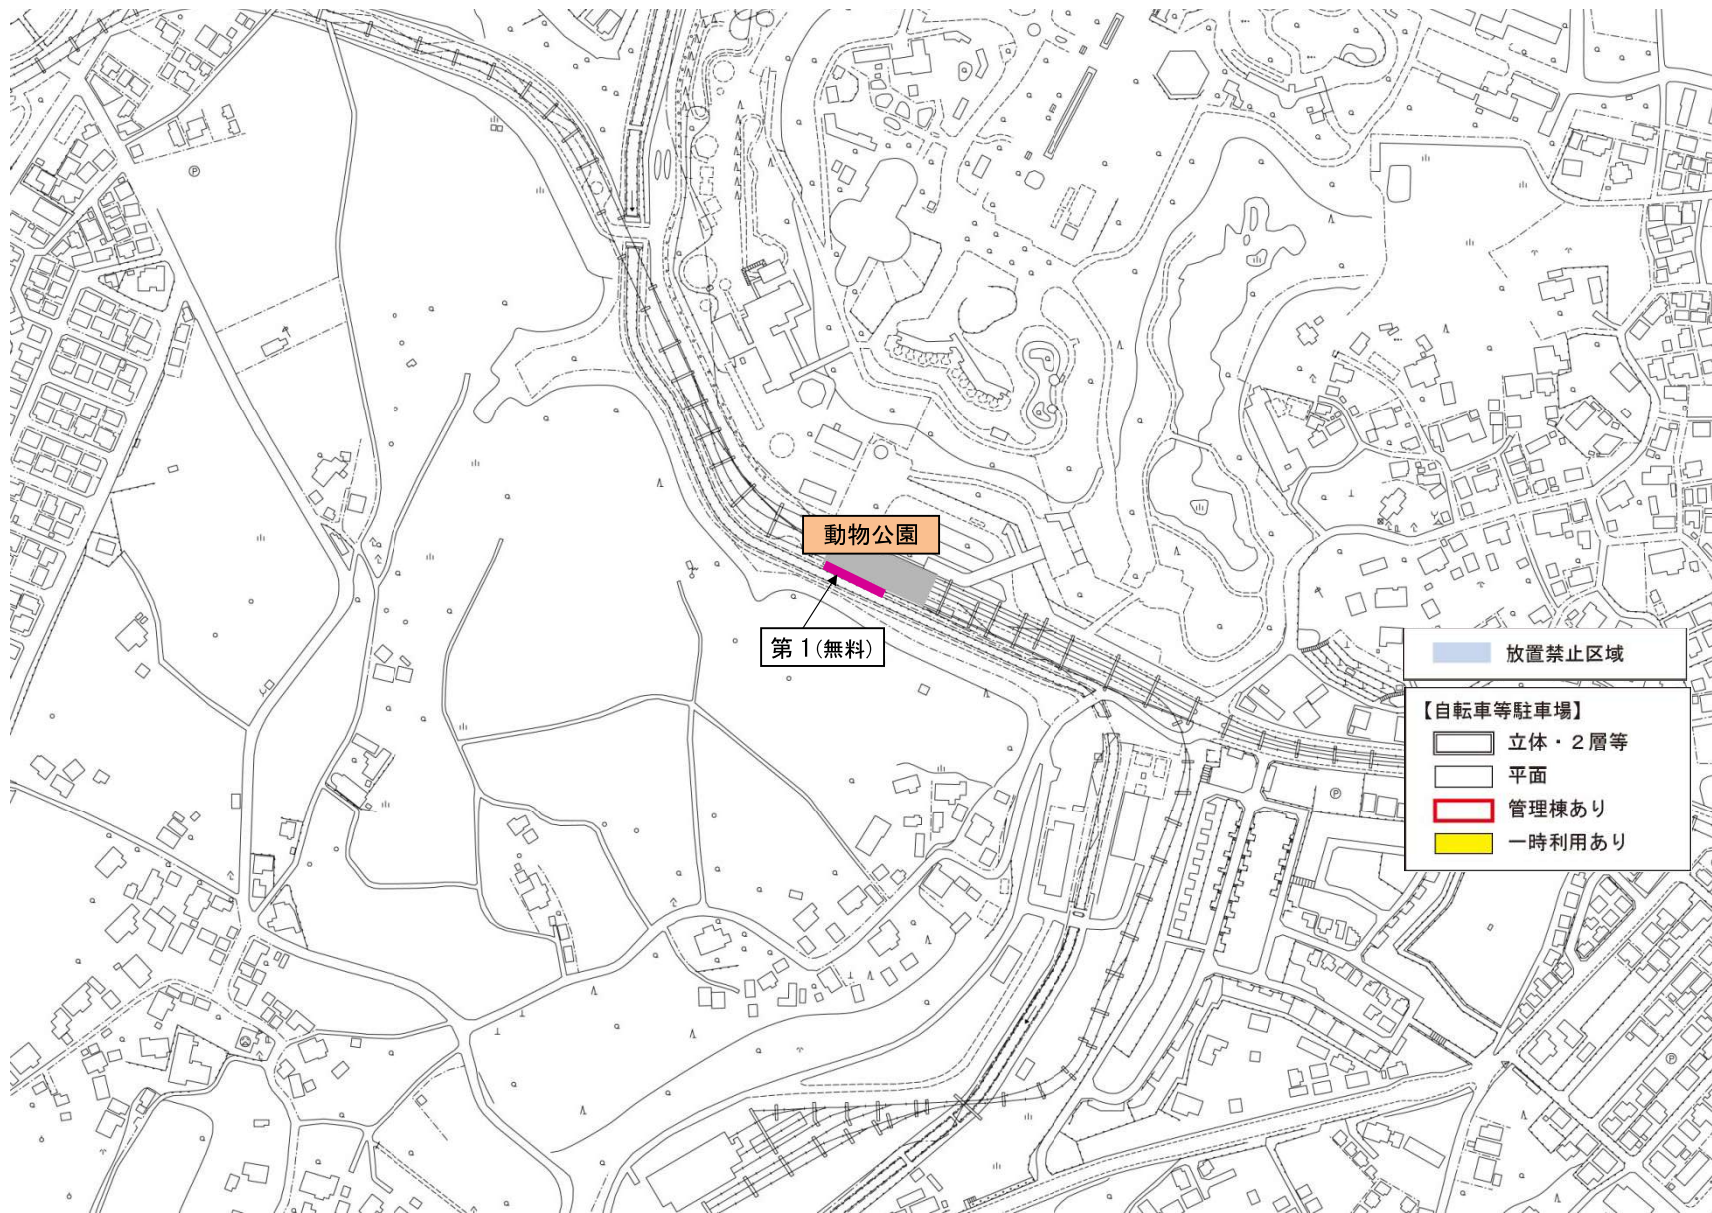 動物公園
第1(無料)
放置禁止区域
【自転車等駐車場】
立体・2層等
平面
管理棟あり
一時利用あり
Ⓟ
Ⓟ
Ⓟ